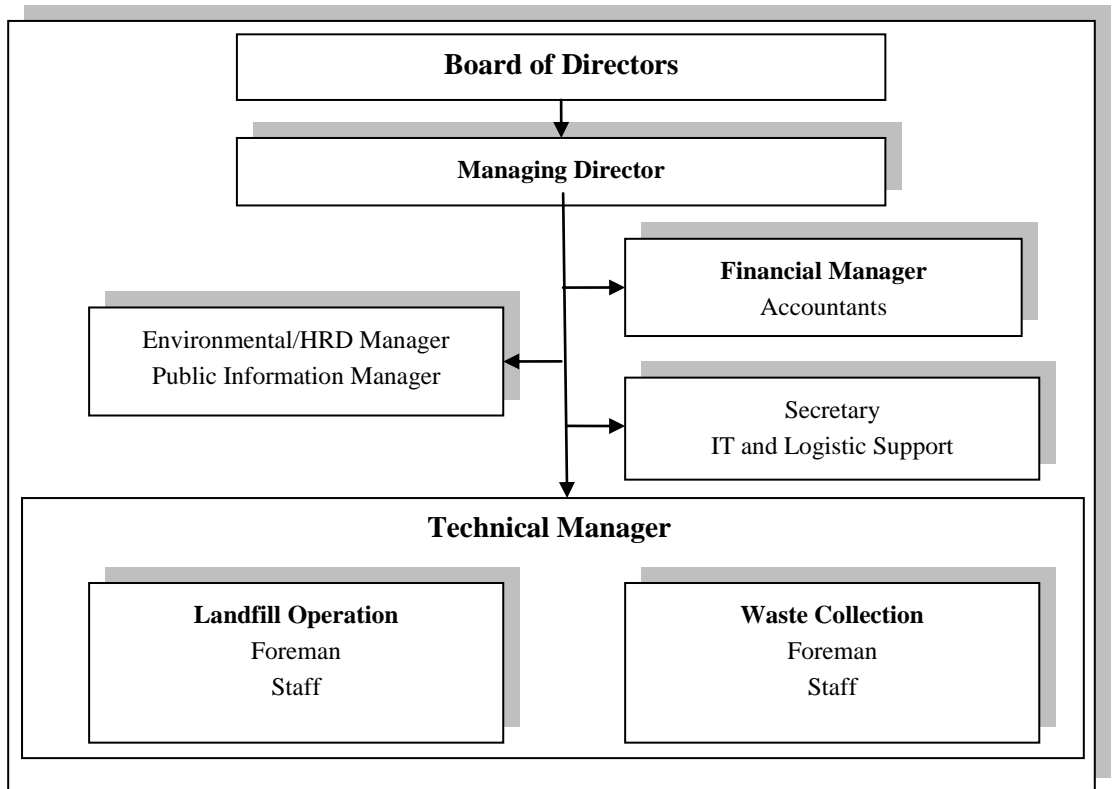 Board of Directors
Managing Director
Financial Manager
Accountants
Environmental/HRD Manager
Public Information Manager
Secretary
IT and Logistic Support
Technical Manager
Landfill Operation
Foreman
Staff
Waste Collection
Foreman
Staff